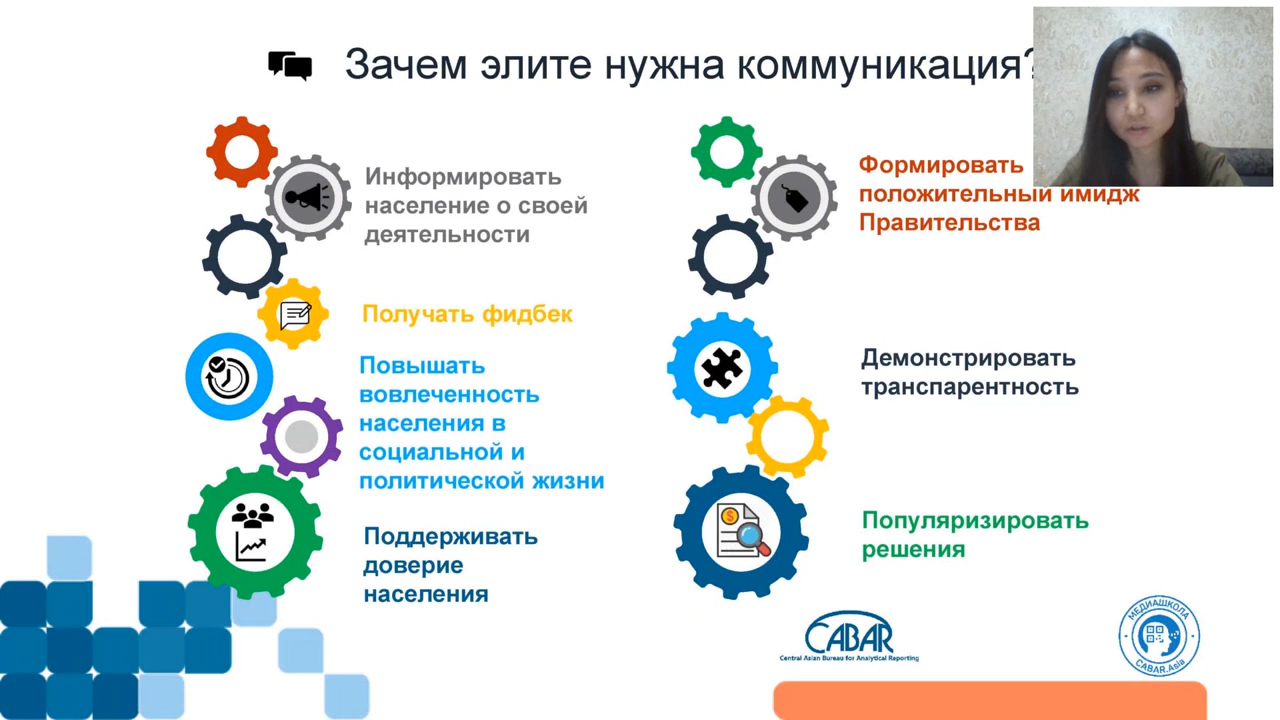 Зачем элите нужна коммуникация?
Информировать
население о своей
деятельности
Получать фидбек
Повышать
вовлеченность
населения в
социальной и
политической жизни
Поддерживать
доверие
населения
Формировать
положительный имидж
Правительства
Демонстрировать
транспарентность
Популяризировать
решения
CABAR
Central Asian Bureau for Analytical Reporting
МЕДИАШКОЛА
CABAR.Asia